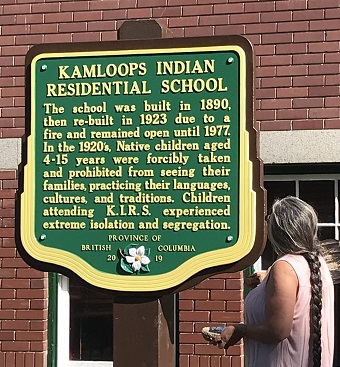 KAMLOOPS INDIAN
RESIDENTIAL SCHOOL
The school was built in 1890,
then re-built in 1923 due to a
fire and remained open until 1977.
In the 1920's, Native children aged
4-15 years were forcibly taken
and prohibited from seeing their
families, practicing their languages,
cultures, and traditions. Children
attending K.I.R.S. experienced
extreme isolation and segregation.
PROVINCE OF
BRITISH COLUMBIA
2019